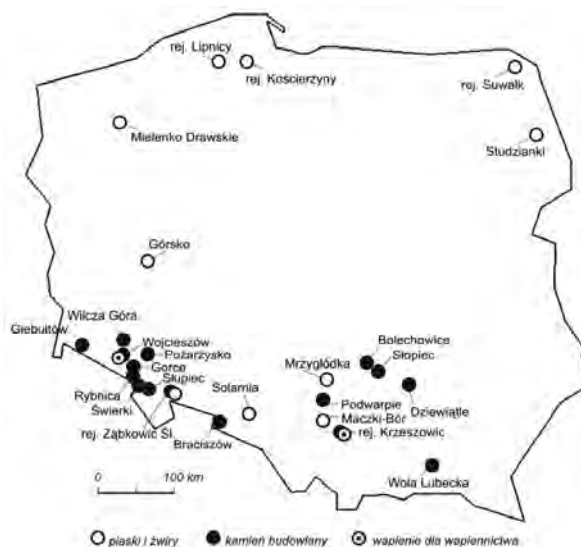 rej. Lipnicy
rej. Kościerzyny
rej. Suwałk
Mielenko Drawskie
Studzianki
Górsko
Wilcza Góra
Giebułtów
Wojcieszów
Pożarzysko
Gorce
Bolechowice
Słopiec
Mrzygłódka
Rybnica
Słupiec
Solarnia
Podwarpie
Dziewiątle
Świerki
Maczki-Bór
rej. Ząbkowic Śl.
Braciszów
rej. Krzeszowic
Wola Lubecka
0 100 km
piaski i żwiry kamień budowlany wapienie dla wapiennictwa